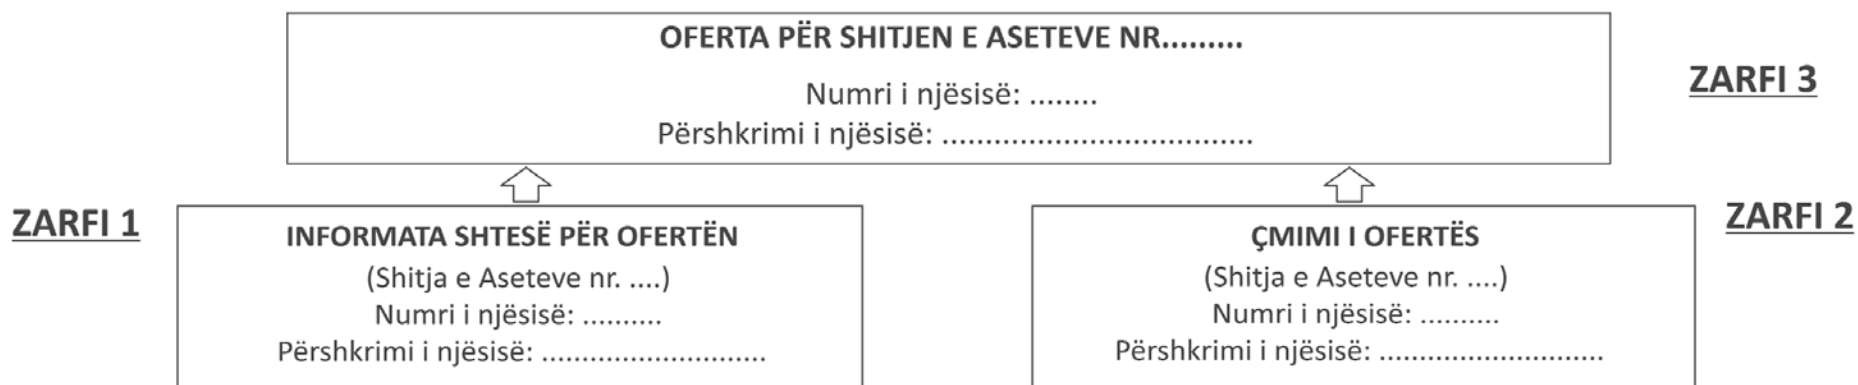 OFERTA PËR SHITJEN E ASETEVE NR.........
Numri i njësisë: ........
Përshkrimi i njësisë: ....................................
ZARFI 3
ZARFI 1
INFORMATA SHTESË PËR OFERTËN
(Shitja e Aseteve nr. ....)
Numri i njësisë: ..........
Përshkrimi i njësisë: ............................
ÇMIMI I OFERTËS
(Shitja e Aseteve nr. ....)
Numri i njësisë: ..........
Përshkrimi i njësisë: ............................
ZARFI 2